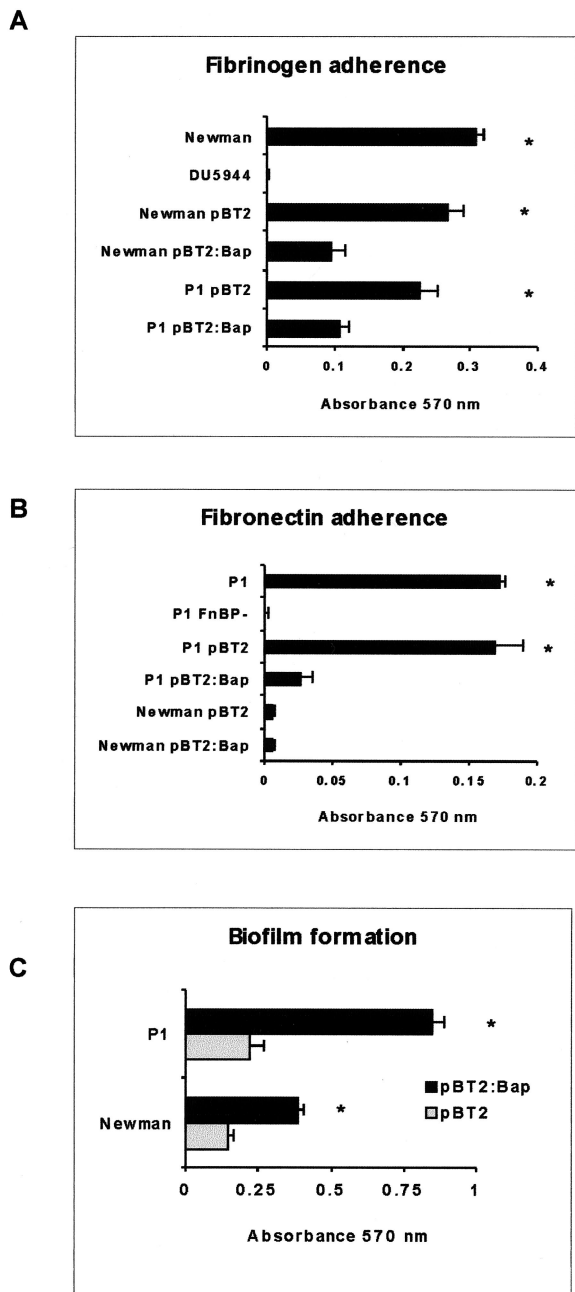 A
Fibrinogen adherence
Newman
*
DU5944
Newman pBT2
*
Newman pBT2:Bap
P1 pBT2
*
P1 pBT2:Bap
0 0.1 0.2 0.3 0.4
Absorbance 570 nm
B
Fibronectin adherence
P1
*
P1 FnBP-
P1 pBT2
*
P1 pBT2:Bap
Newman pBT2
Newman pBT2:Bap
0 0.05 0.1 0.15 0.2
Absorbance 570 nm
C
Biofilm formation
P1
*
pBT2:Bap
Newman
*
pBT2
0 0.25 0.5 0.75 1
Absorbance 570 nm